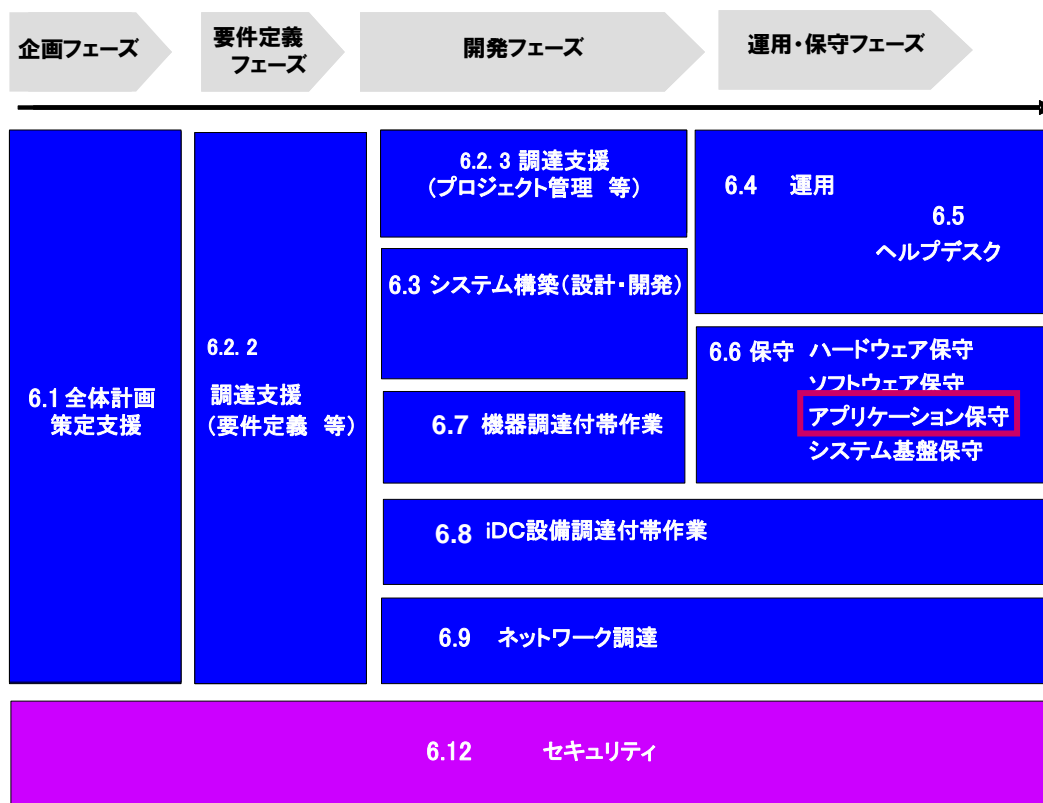 企画フェーズ
要件定義
フェーズ
開発フェーズ
運用・保守フェーズ
6.1 全体計画
策定支援
6.2. 2
調達支援
(要件定義 等)
6.2. 3 調達支援
(プロジェクト管理 等)
6.3 システム構築(設計・開発)
6.7 機器調達付帯作業
6.4 運用
6.5
ヘルプデスク
6.6 保守 ハードウェア保守
ソフトウェア保守
アプリケーション保守
システム基盤保守
6.8 iDC設備調達付帯作業
6.9 ネットワーク調達
6.12 セキュリティ